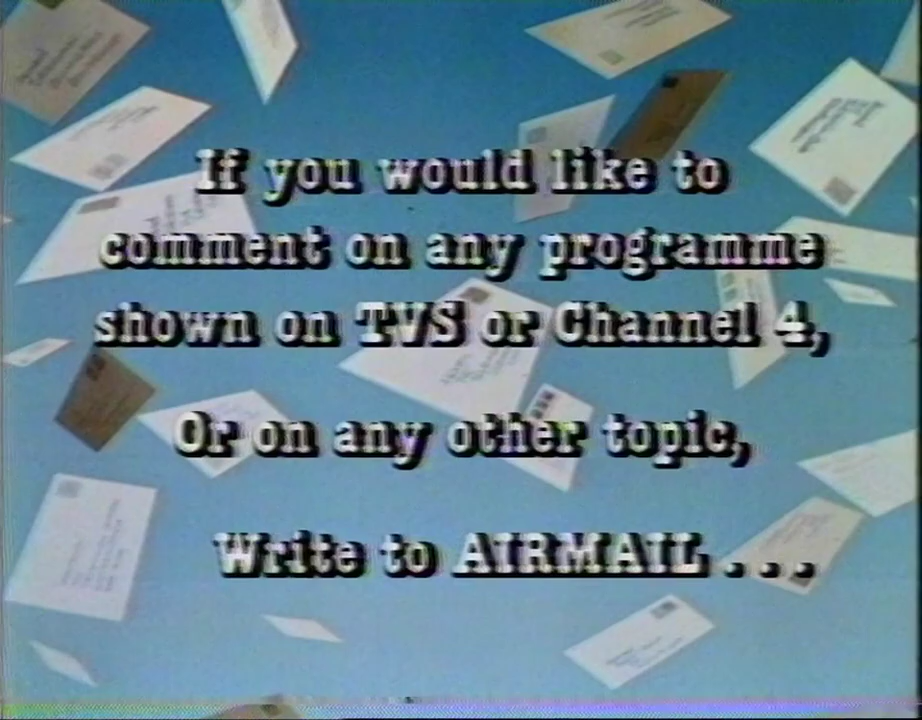 If you would like to
comment on any programme
shown on TVS or Channel 4,
Or on any other topic,
Write to AIRMAIL . . .